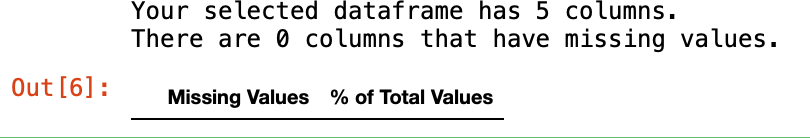 Your selected dataframe has 5 columns.
There are 0 columns that have missing values.
Out[6]:
Missing Values % of Total Values